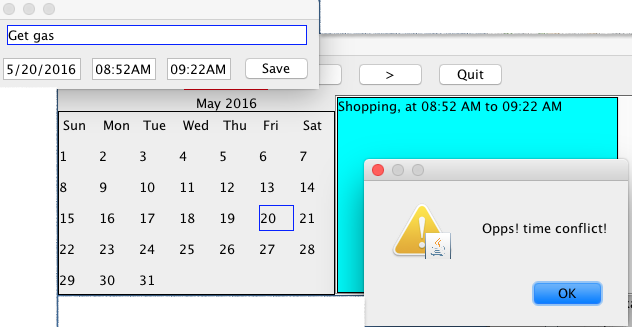 Get gas
5/20/2016 08:52AM 09:22AM Save
> Quit
May 2016
Sun Mon Tue Wed Thu Fri Sat
1 2 3 4 5 6 7
8 9 10 11 12 13 14
15 16 17 18 19 20 21
22 23 24 25 26 27 28
29 30 31
Shopping, at 08:52 AM to 09:22 AM
Opps! time conflict!
OK